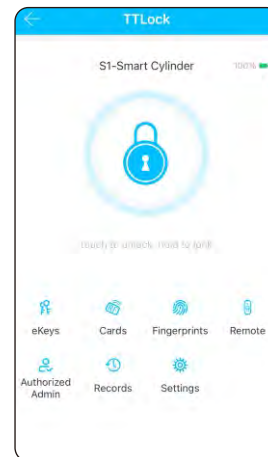 TTLock
S1-Smart Cylinder 100%
Touch to unlock, Hold to lock
eKeys Cards Fingerprints Remote
Authorized Admin Records Settings